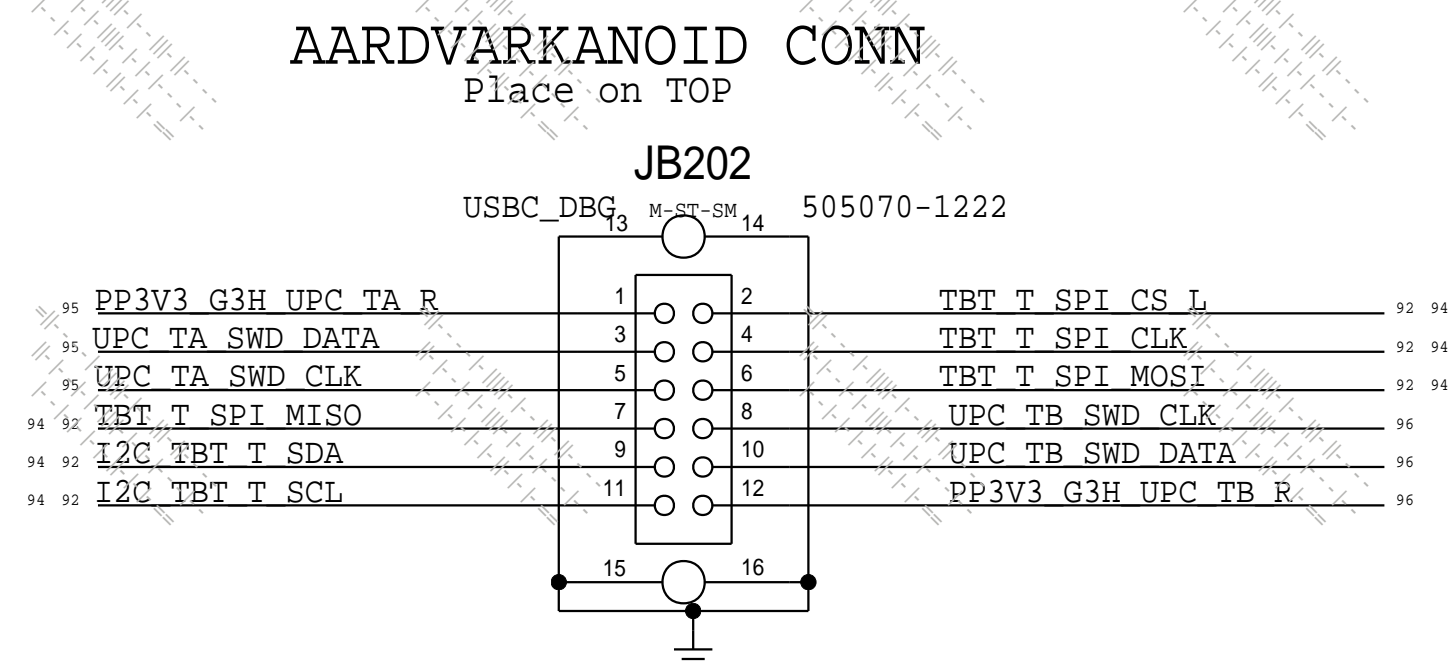 AARDVARKANOID CONN
Place on TOP
JB202
USBC_DBG M-ST-SM 505070-1222
13 14
95 PP3V3_G3H_UPC_TA_R 1 2 TBT_T_SPI_CS_L 92 94
95 UPC_TA_SWD_DATA 3 4 TBT_T_SPI_CLK 92 94
95 UPC_TA_SWD_CLK 5 6 TBT_T_SPI_MOSI 92 94
94 92 TBT_T_SPI_MISO 7 8 UPC_TB_SWD_CLK 96
94 92 I2C_TBT_T_SDA 9 10 UPC_TB_SWD_DATA 96
94 92 I2C_TBT_T_SCL 11 12 PP3V3_G3H_UPC_TB_R 96
15 16